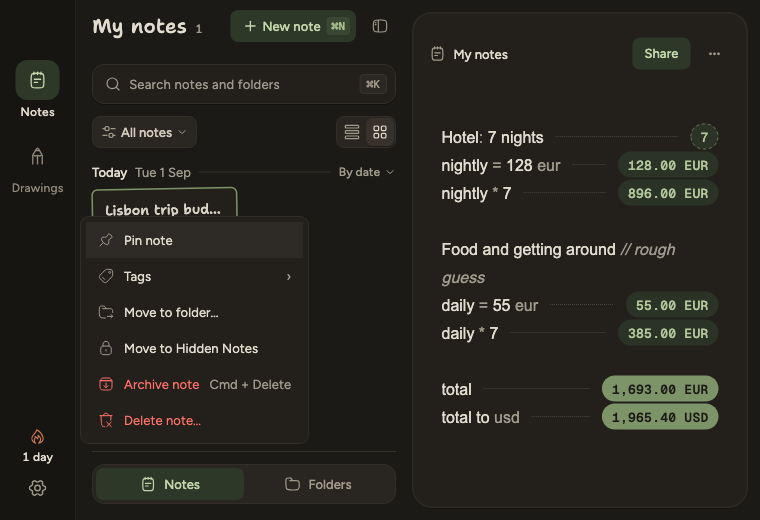 My notes 1
New note ⌘N
Notes
Drawings
Search notes and folders ⌘K
All notes
Today Tue 1 Sep By date
Lisbon trip bud...
Pin note
Tags
Move to folder...
Move to Hidden Notes
Archive note Cmd + Delete
Delete note...
1 day
Notes Folders
My notes Share
Hotel: 7 nights 7
nightly = 128 eur 128.00 EUR
nightly * 7 896.00 EUR
Food and getting around // rough
guess
daily = 55 eur 55.00 EUR
daily * 7 385.00 EUR
total 1,693.00 EUR
total to usd 1,965.40 USD